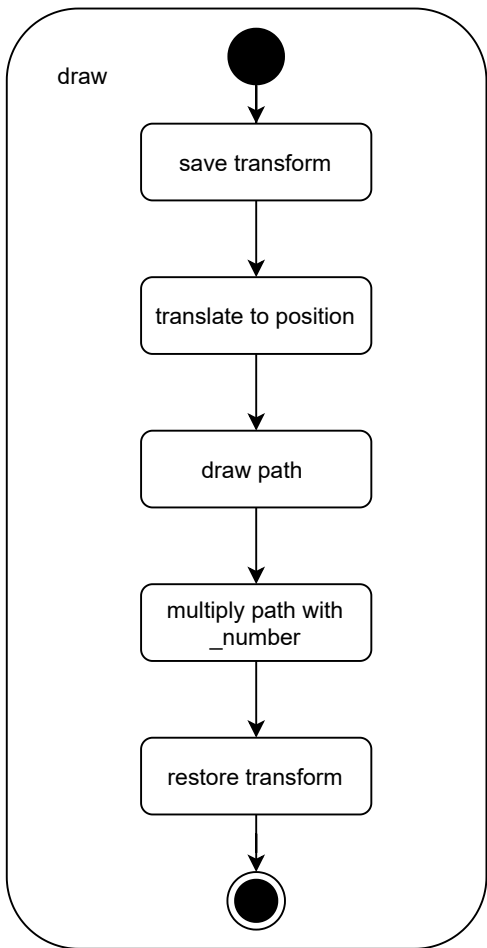 draw
save transform
translate to position
draw path
multiply path with
_number
restore transform